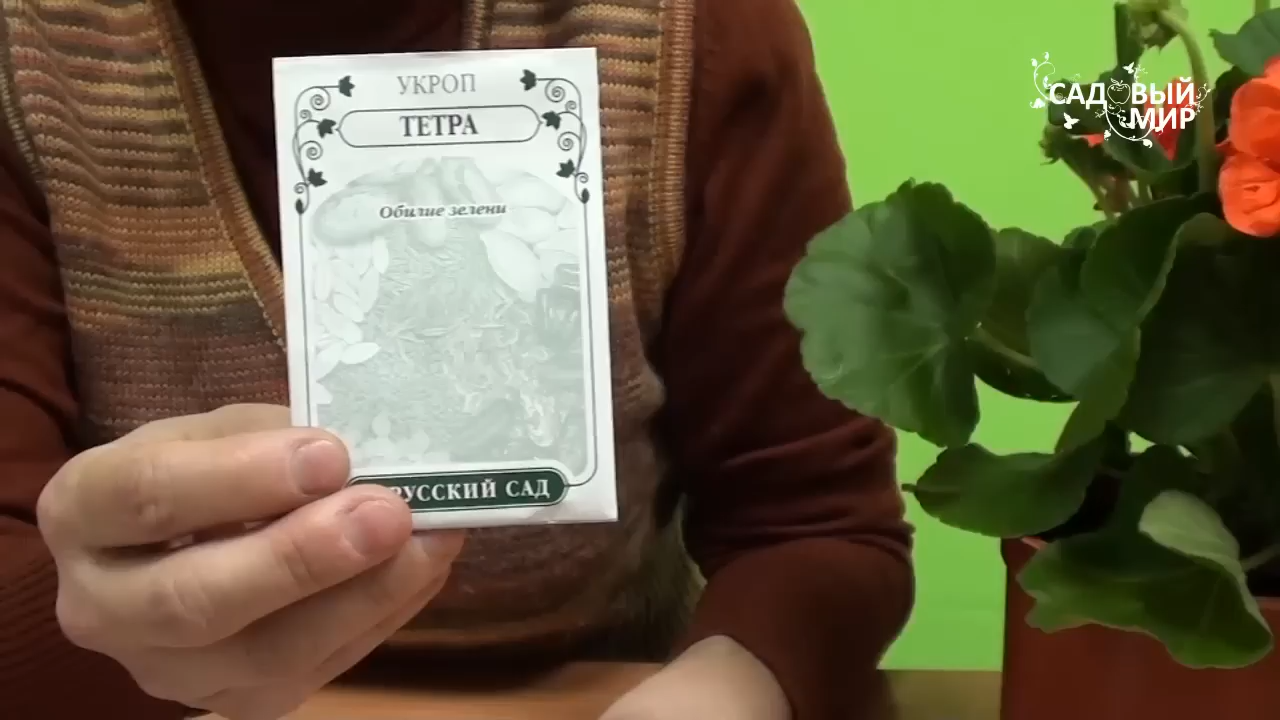 УКРОП
ТЕТРА
Обилие зелени
РУССКИЙ САД
САДОВЫЙ
МИР